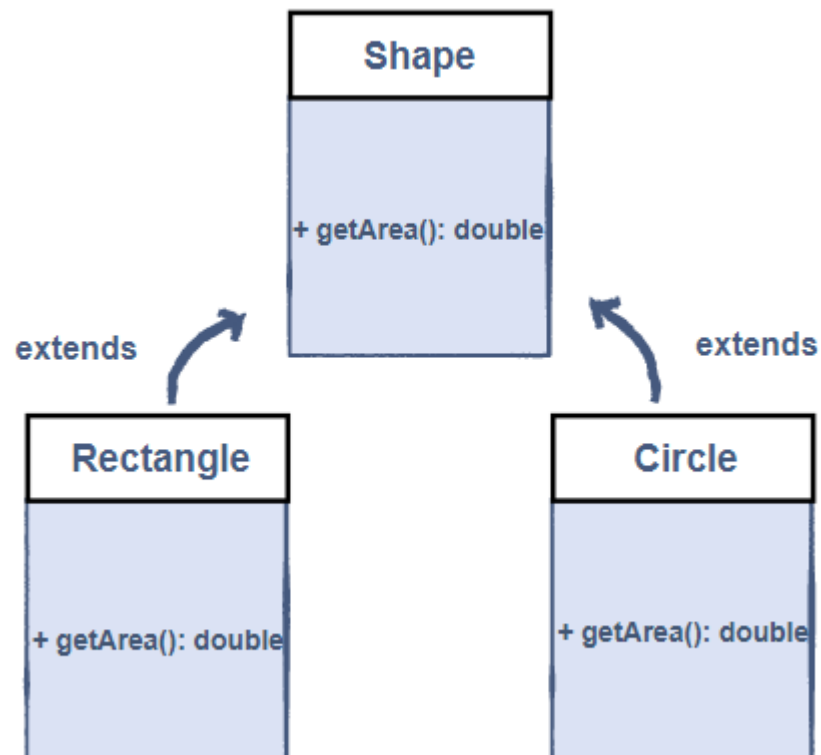 Shape
+ getArea(): double
extends
extends
Rectangle
Circle
+ getArea(): double
+ getArea(): double